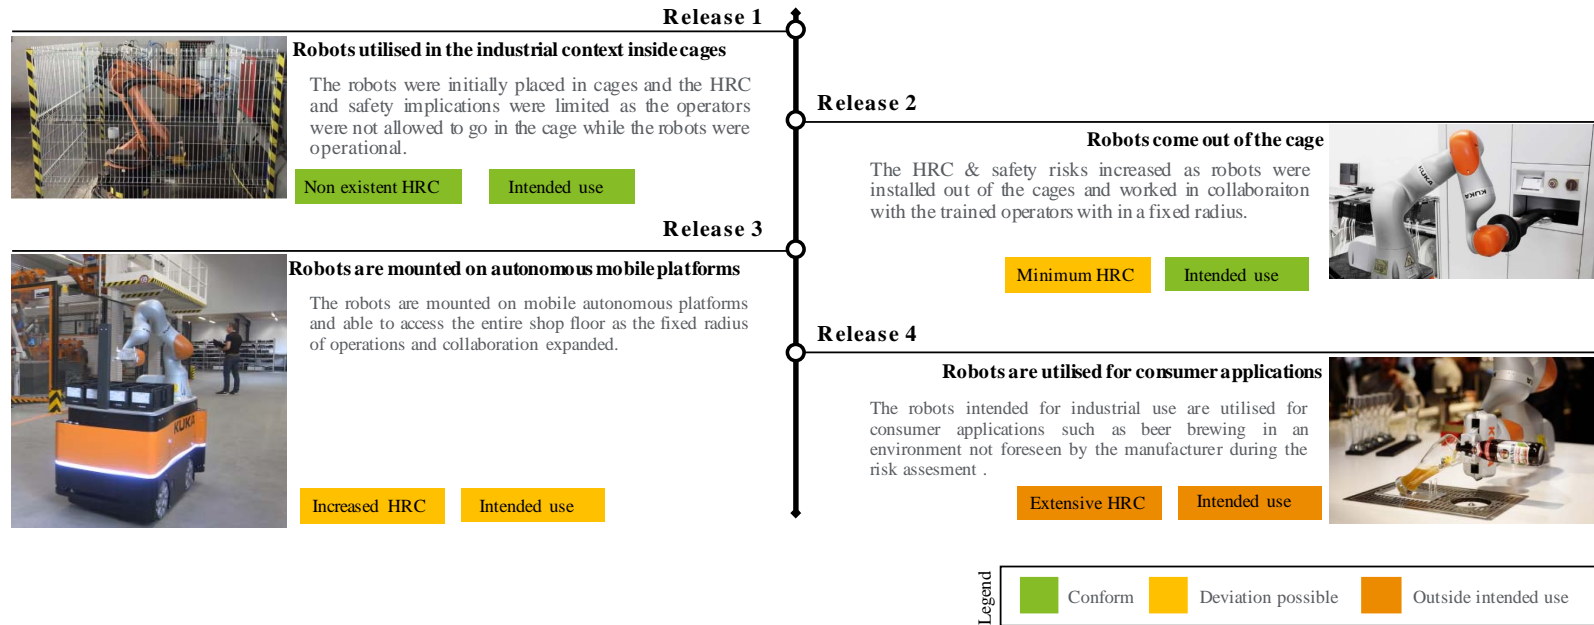 Release 1
Robots utilised in the industrial context inside cages
The robots were initially placed in cages and the HRC
and safety implications were limited as the operators
were not allowed to go in the cage while the robots were
operational.
Non existent HRC
Intended use
Release 2
Robots come out of the cage
The HRC & safety risks increased as robots were
installed out of the cages and worked in collaboraiton
with the trained operators with in a fixed radius.
KUKA
KUKA
Minimum HRC
Intended use
Release 3
Robots are mounted on autonomous mobile platforms
The robots are mounted on mobile autonomous platforms
and able to access the entire shop floor as the fixed radius
of operations and collaboration expanded.
KUKA
Increased HRC
Intended use
Release 4
Robots are utilised for consumer applications
The robots intended for industrial use are utilised for
consumer applications such as beer brewing in an
environment not foreseen by the manufacturer during the
risk assesment .
Extensive HRC
Intended use
Legend
Conform
Deviation possible
Outside intended use